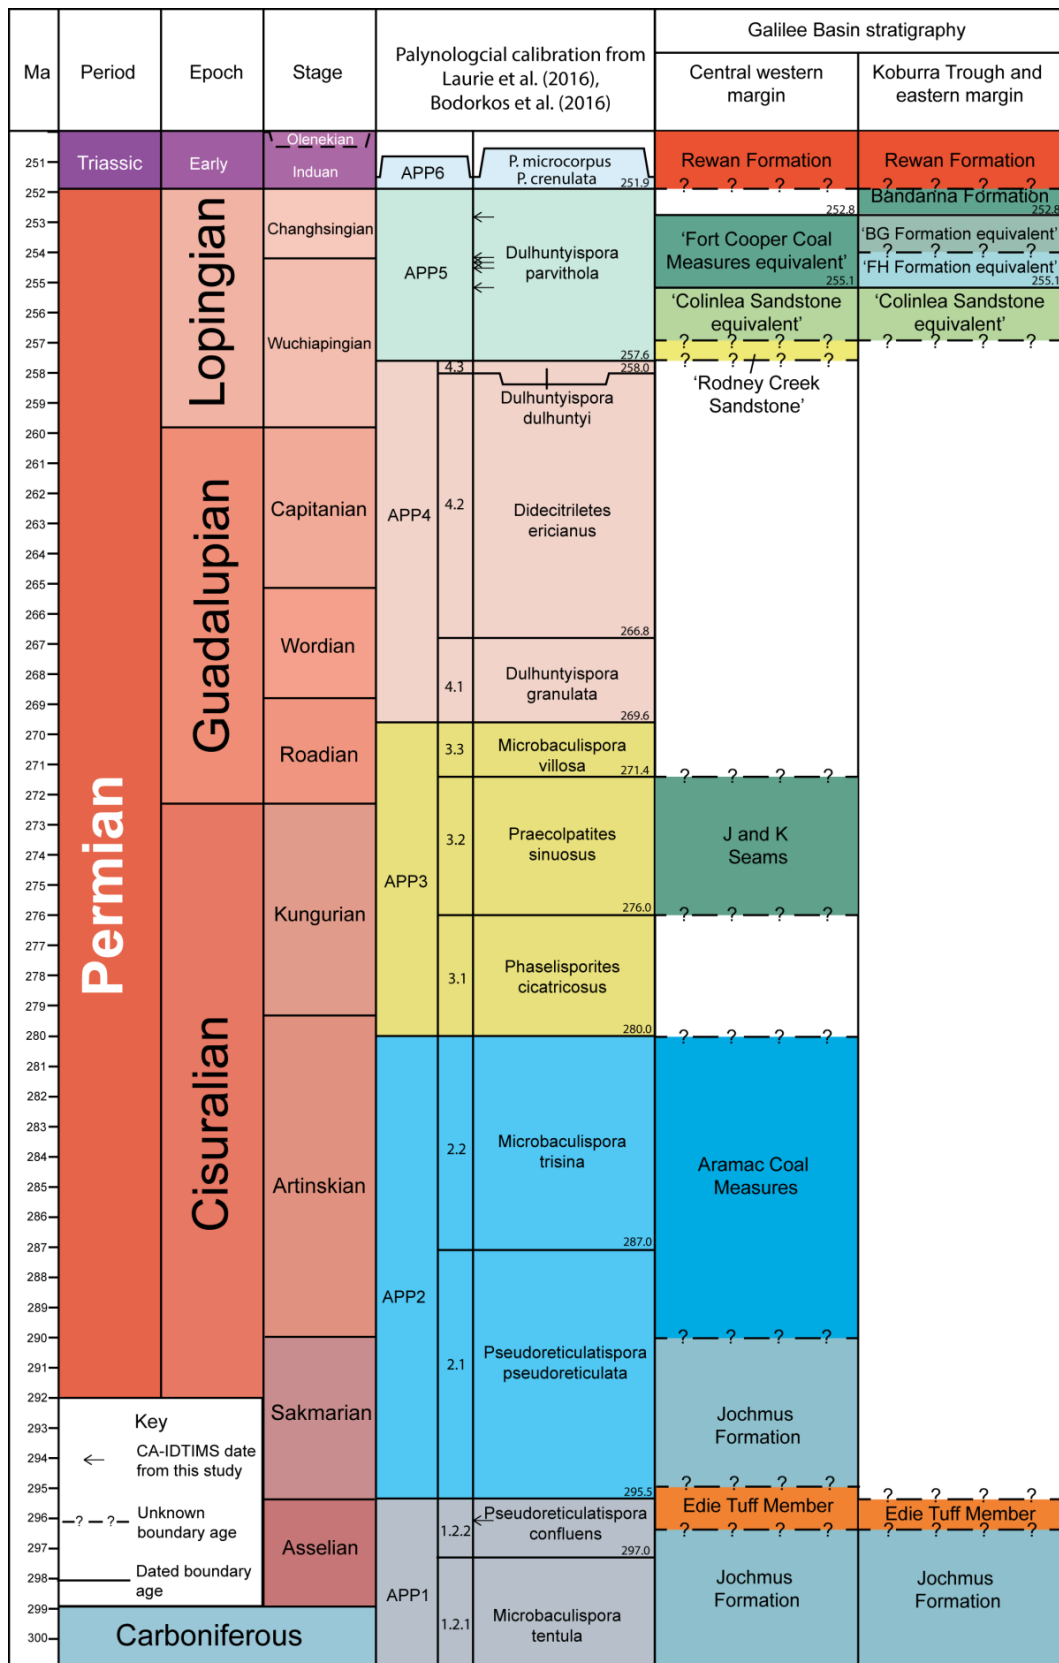 Ma
Period
Epoch
Stage
Palynologcial calibration from
Laurie et al. (2016),
Bodorkos et al. (2016)
Galilee Basin stratigraphy
Central western
margin
Koburra Trough and
eastern margin
251
252
253
254
255
256
257
258
259
260
261
262
263
264
265
266
267
268
269
270
271
272
273
274
275
276
277
278
279
280
281
282
283
284
285
286
287
288
289
290
291
292
293
294
295
296
297
298
299
300
Triassic
Permian
Carboniferous
Early
Lopingian
Guadalupian
Cisuralian
Olenekian
Induan
Changhsingian
Wuchiapingian
Capitanian
Wordian
Roadian
Kungurian
Artinskian
Sakmarian
Asselian
APP6
APP5
APP4
APP3
APP2
APP1
4.3
4.2
4.1
3.3
3.2
3.1
2.2
2.1
1.2.2
1.2.1
P. microcorpus
P. crenulata
251.9
Dulhuntyispora
parvithola
257.6
258.0
Dulhuntyispora
dulhuntyi
Didecitriletes
ericianus
266.8
Dulhuntyispora
granulata
269.6
Microbaculispora
villosa
271.4
Praecolpatites
sinuosus
276.0
Phaselisporites
cicatricosus
280.0
Microbaculispora
trisina
287.0
Pseudoreticulatispora
pseudoreticulata
295.5
Pseudoreticulatispora
confluens
297.0
Microbaculispora
tentula
Rewan Formation
? ? ? ?
252.8
'Fort Cooper Coal
Measures equivalent'
255.1
'Colinlea Sandstone
equivalent'
? ? ? ?
? ? ? ?
'Rodney Creek
Sandstone'
? ? ? ?
J and K
Seams
? ? ? ?
? ? ? ?
Aramac Coal
Measures
? ? ? ?
Jochmus
Formation
? ? ? ?
Edie Tuff Member
? ? ? ?
Jochmus
Formation
Rewan Formation
? ? ? ?
Bandanna Formation
252.8
'BG Formation equivalent'
? ? ? ?
'FH Formation equivalent'
255.1
'Colinlea Sandstone
equivalent'
? ? ? ?
? ? ? ?
Edie Tuff Member
? ? ? ?
Jochmus
Formation
Key
CA-IDTIMS date
from this study
? ?
Unknown
boundary age
Dated boundary
age